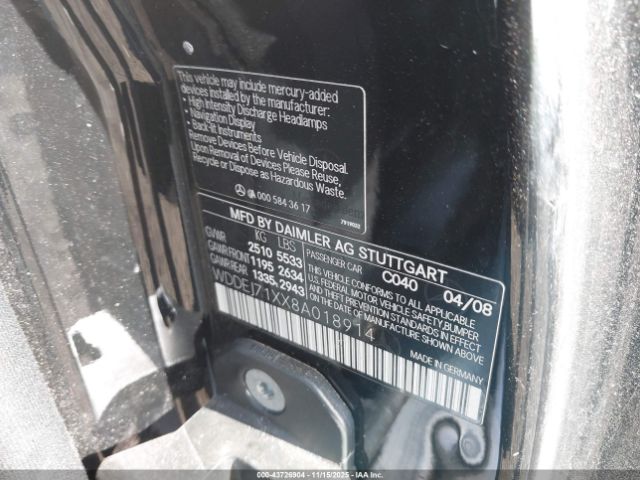 This vehicle may include mercury-added
devices installed by the manufacturer:
• High Intensity Discharge Headlamps
• Navigation Display
• Back-lit Instruments
Remove Devices Before Vehicle Disposal.
Upon Removal of Devices Please Reuse,
Recycle or Dispose as Hazardous Waste.
000 584 36 17
7919032
MFD BY DAIMLER AG STUTTGART
KG LBS PASSENGER CAR C040 04/08
GVWR 2510 5533
GAWR FRONT 1195 2634
GAWR REAR 1335 2943
THIS VEHICLE CONFORMS TO ALL APPLICABLE
U.S. FEDERAL MOTOR VEHICLE SAFETY, BUMPER
AND THEFT PREVENTION STANDARDS IN EFFECT
ON THE DATE OF MANUFACTURE SHOWN ABOVE
WDDEJ71XX8A018914
MADE IN GERMANY
000-43726904 - 11/15/2025 - COPART